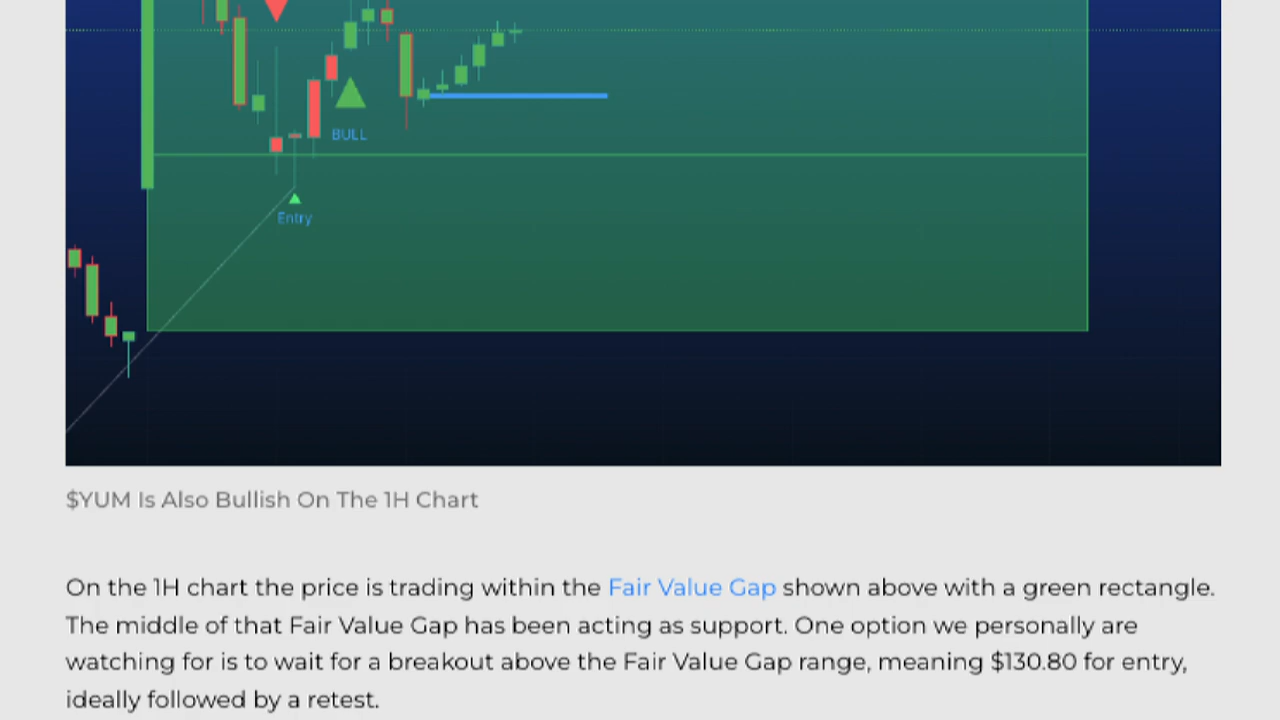 BULL
Entry
$YUM Is Also Bullish On The 1H Chart
On the 1H chart the price is trading within the Fair Value Gap shown above with a green rectangle.
The middle of that Fair Value Gap has been acting as support. One option we personally are
watching for is to wait for a breakout above the Fair Value Gap range, meaning $130.80 for entry,
ideally followed by a retest.